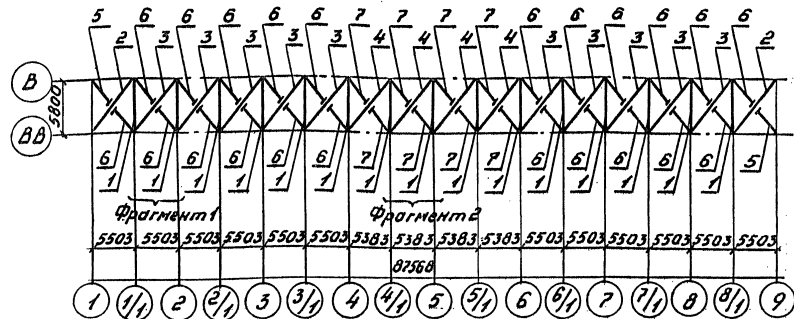 5 2 6 3 6 3 6 3 6 3 6 3 7 4 7 4 7 4 7 4 6 3 6 3 6 3 6 3 6 3 6 2
В
5800
ВВ
6 6 6 6 6 6 7 7 7 7 6 6 6 6 6 5
1 1 1 1 1 1 1 1 1 1 1 1 1 1 1
Фрагмент 1 Фрагмент 2
5503 5503 5503 5503 5503 5503 5383 5383 5383 5383 5503 5503 5503 5503 5503 5503
87568
1 1/1 2 2/1 3 3/1 4 4/1 5 5/1 6 6/1 7 7/1 8 8/1 9